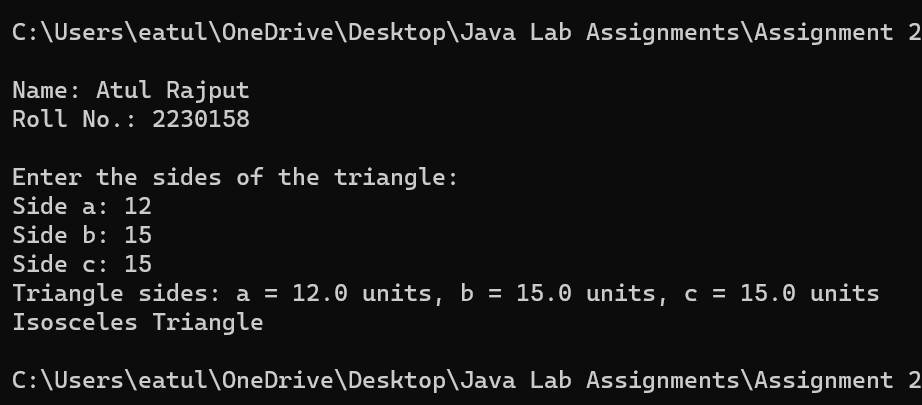 C:\Users\eatul\OneDrive\Desktop\Java Lab Assignments\Assignment 2
Name: Atul Rajput
Roll No.: 2230158
Enter the sides of the triangle:
Side a: 12
Side b: 15
Side c: 15
Triangle sides: a = 12.0 units, b = 15.0 units, c = 15.0 units
Isosceles Triangle
C:\Users\eatul\OneDrive\Desktop\Java Lab Assignments\Assignment 2